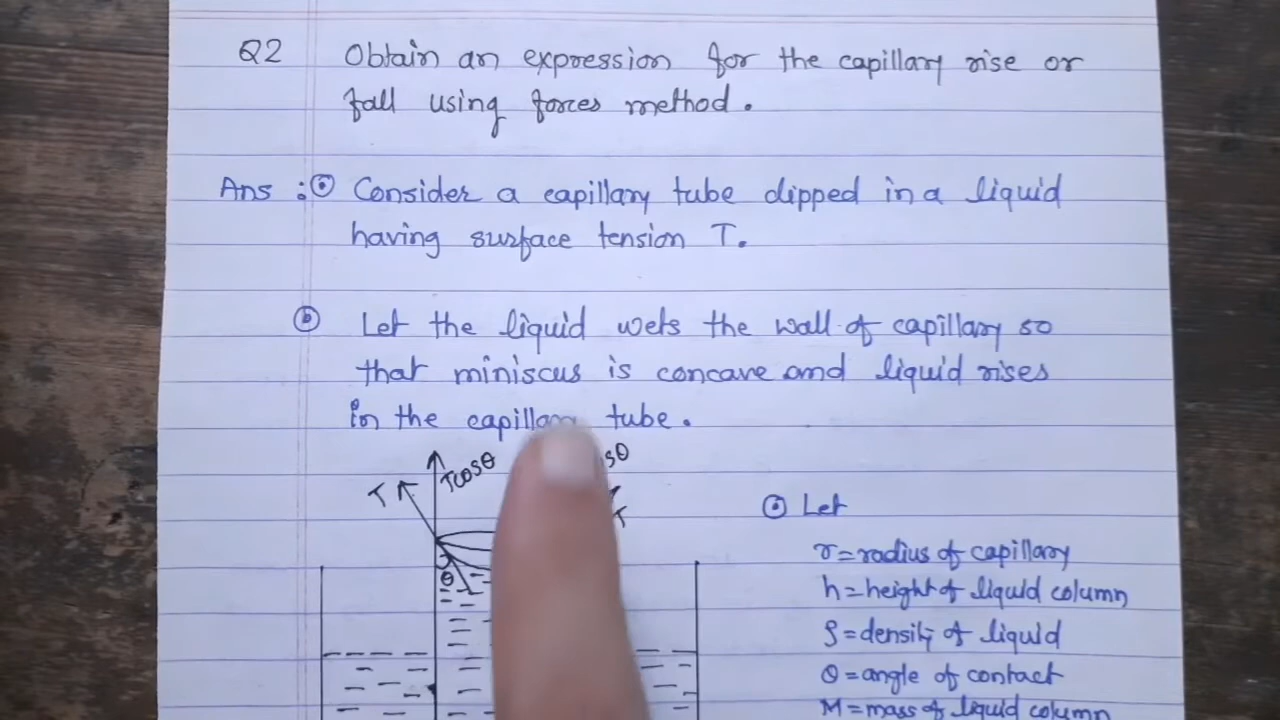 Q2 Obtain an expression for the capillary rise or
fall using forces method.
Ans : ⓐ Consider a capillary tube dipped in a liquid
having surface tension T.
ⓑ Let the liquid wets the wall of capillary so
that miniscus is concave and liquid rises
in the capillary tube.
T
Tcosθ
sθ
T
θ
Let
r=radius of capillary
h=height of liquid column
ρ=density of liquid
θ=angle of contact
M=mass of liquid column